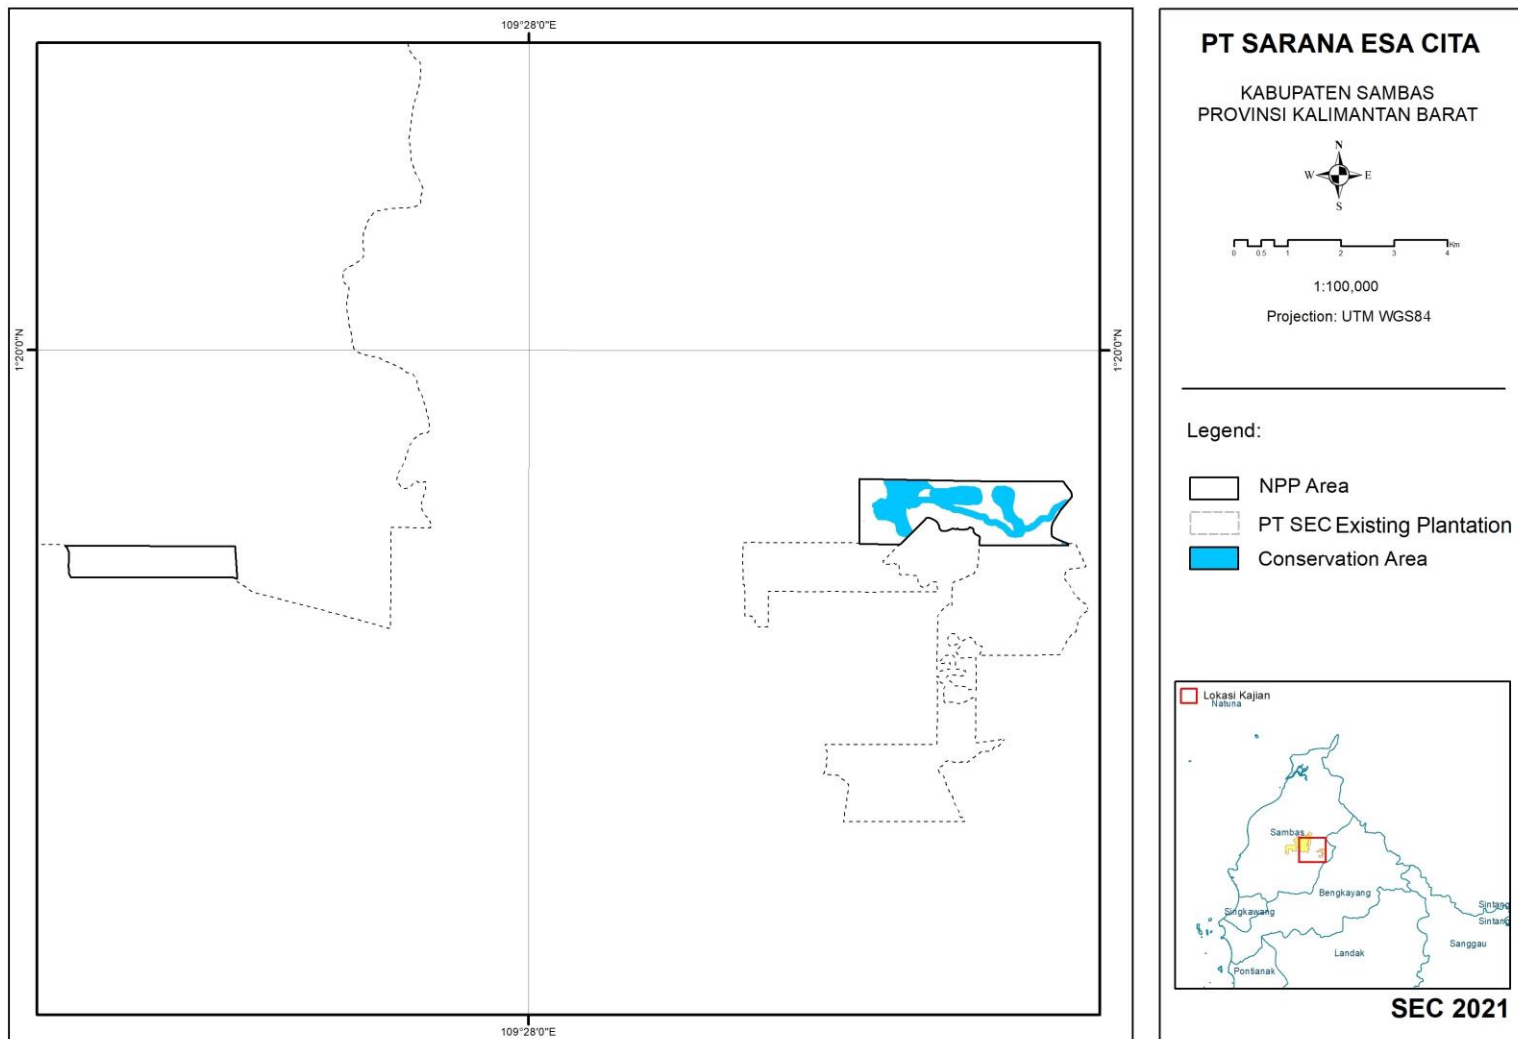 109°28'0"E
1°20'0"N
1°20'0"N
109°28'0"E
PT SARANA ESA CITA
KABUPATEN SAMBAS
PROVINSI KALIMANTAN BARAT
N
W E
S
0 0.5 1 2 3 4 Km
1:100,000
Projection: UTM WGS84
Legend:
NPP Area
PT SEC Existing Plantation
Conservation Area
Lokasi Kajian
Natuna
Sambas
Bengkayang
Singkawang
Sintang
Sintang
Sanggau
Landak
Pontianak
SEC 2021